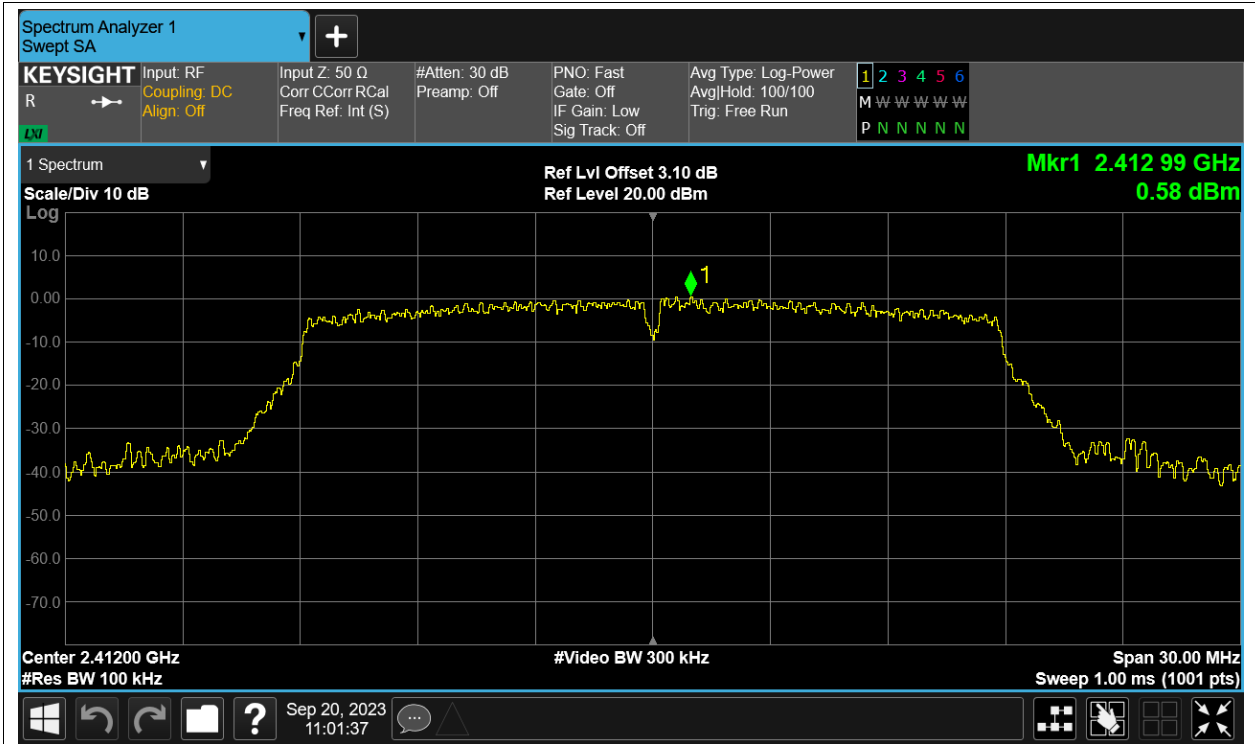 Spectrum Analyzer 1
Swept SA
KEYSIGHT
R
LXI
Input: RF
Coupling: DC
Align: Off
Input Z: 50 Ω
Corr CCorr RCal
Freq Ref: Int (S)
#Atten: 30 dB
Preamp: Off
PNO: Fast
Gate: Off
IF Gain: Low
Sig Track: Off
Avg Type: Log-Power
Avg|Hold: 100/100
Trig: Free Run
1 2 3 4 5 6
M W W W W W
P N N N N N
1 Spectrum
Scale/Div 10 dB
Log
Ref Lvl Offset 3.10 dB
Ref Level 20.00 dBm
Mkr1 2.412 99 GHz
0.58 dBm
10.0
0.00
-10.0
-20.0
-30.0
-40.0
-50.0
-60.0
-70.0
1
Center 2.41200 GHz
#Res BW 100 kHz
#Video BW 300 kHz
Span 30.00 MHz
Sweep 1.00 ms (1001 pts)
?
Sep 20, 2023
11:01:37